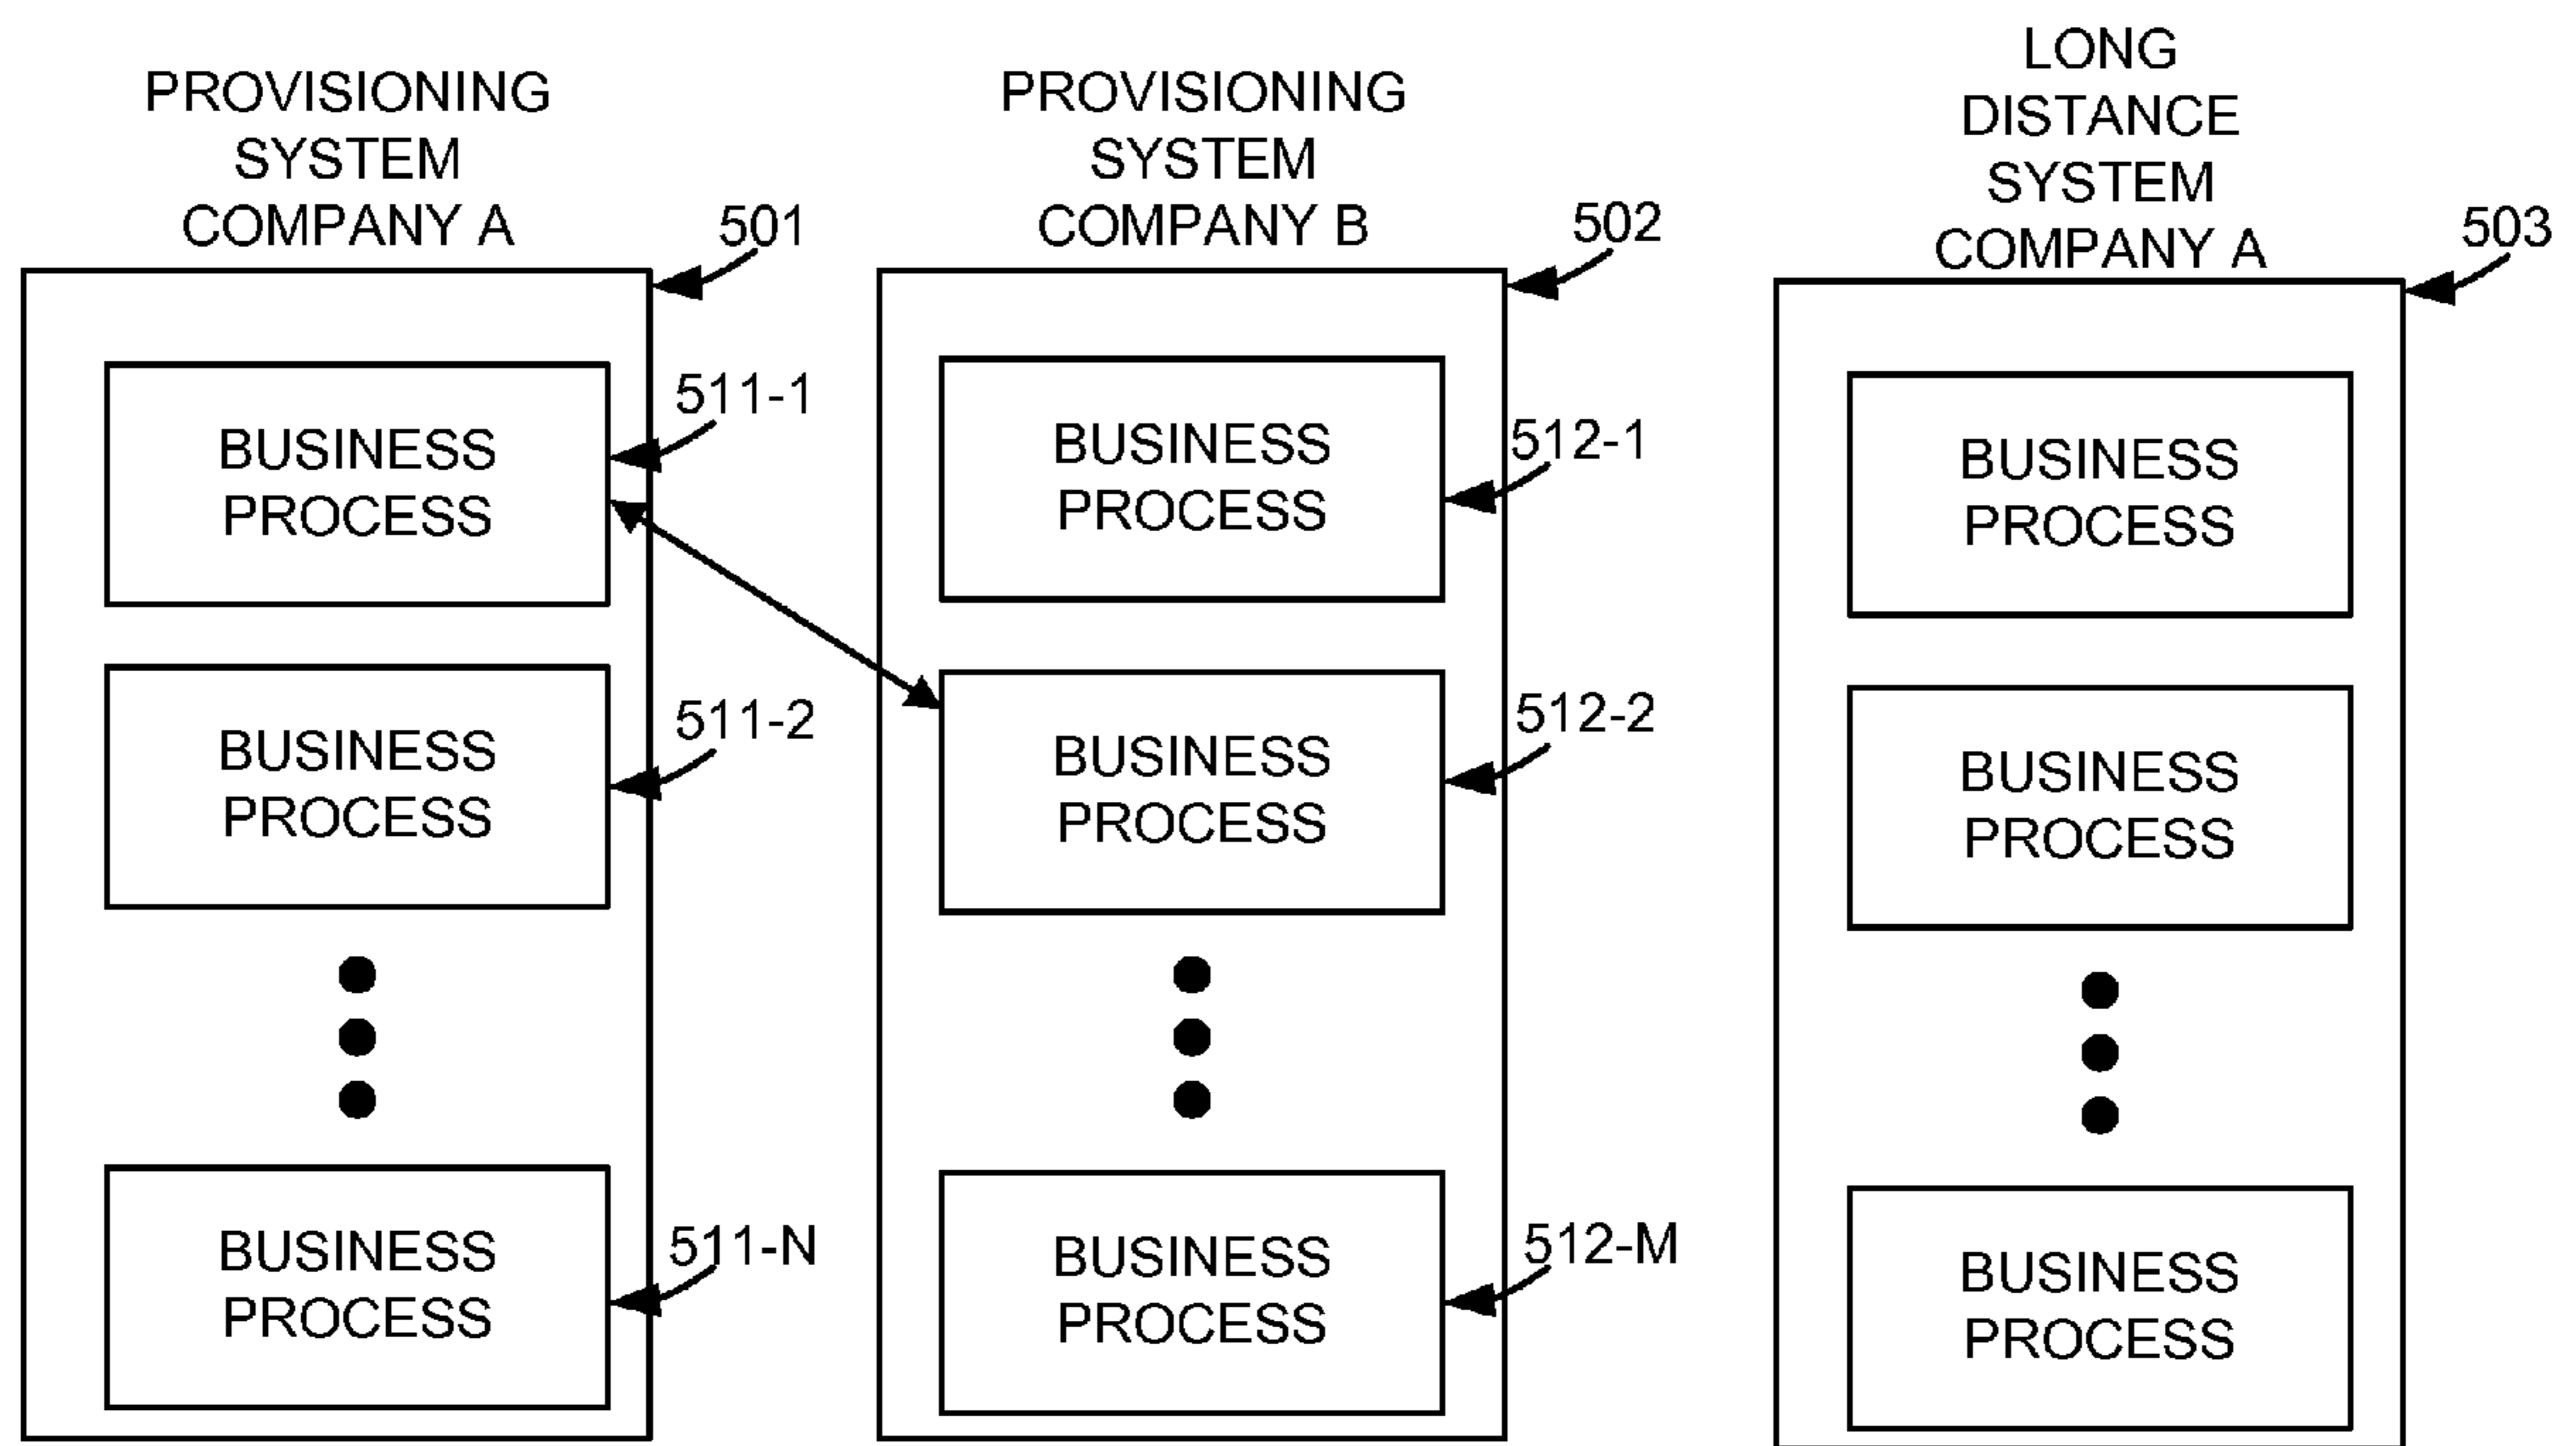 PROVISIONING
SYSTEM
COMPANY A
501
BUSINESS
PROCESS
511-1
BUSINESS
PROCESS
511-2
BUSINESS
PROCESS
511-N
PROVISIONING
SYSTEM
COMPANY B
502
BUSINESS
PROCESS
512-1
BUSINESS
PROCESS
512-2
BUSINESS
PROCESS
512-M
LONG
DISTANCE
SYSTEM
COMPANY A
503
BUSINESS
PROCESS
BUSINESS
PROCESS
BUSINESS
PROCESS